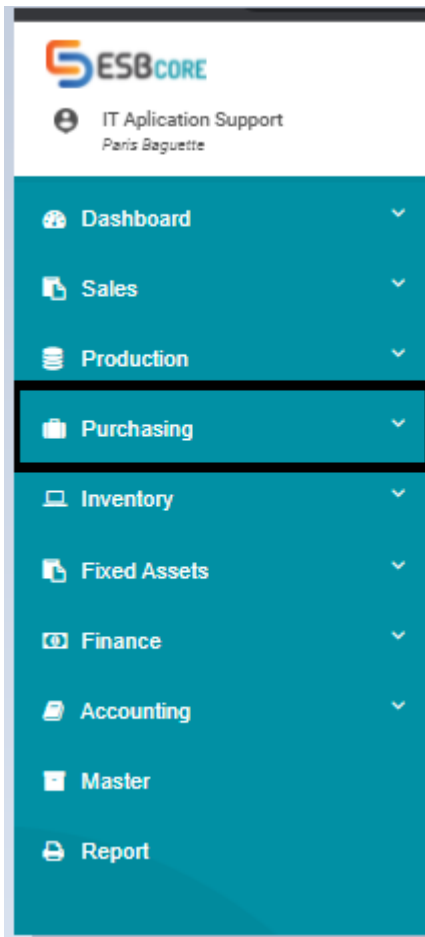 ESBCORE
IT Aplication Support
Paris Baguette
Dashboard
Sales
Production
Purchasing
Inventory
Fixed Assets
Finance
Accounting
Master
Report